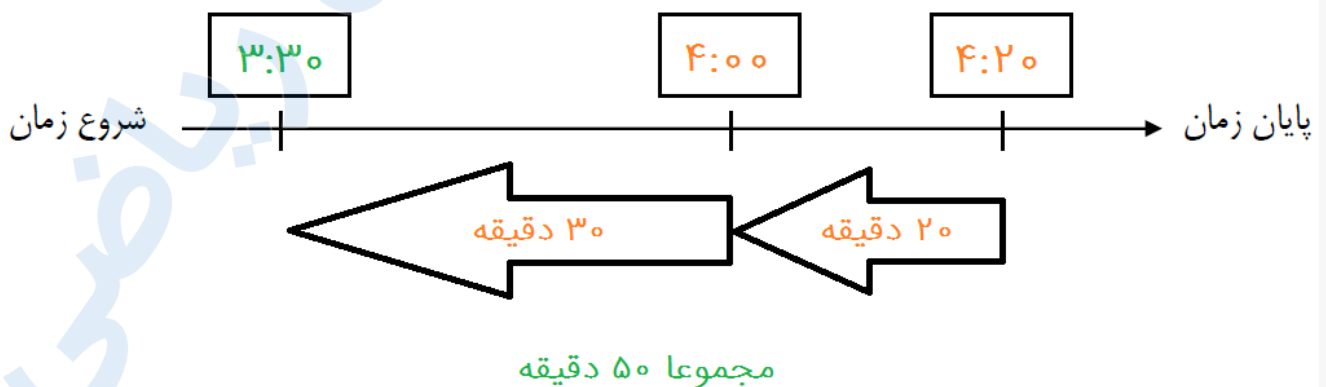 ۳:۳۰
۴:۰۰
۴:۲۰
شروع زمان
پایان زمان
۳۰ دقیقه
۲۰ دقیقه
مجموعا ۵۰ دقیقه